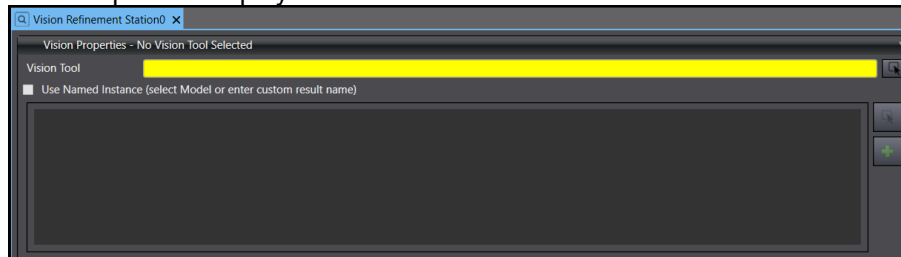 Vision Refinement Station0
Vision Properties - No Vision Tool Selected
Vision Tool
Use Named Instance (select Model or enter custom result name)